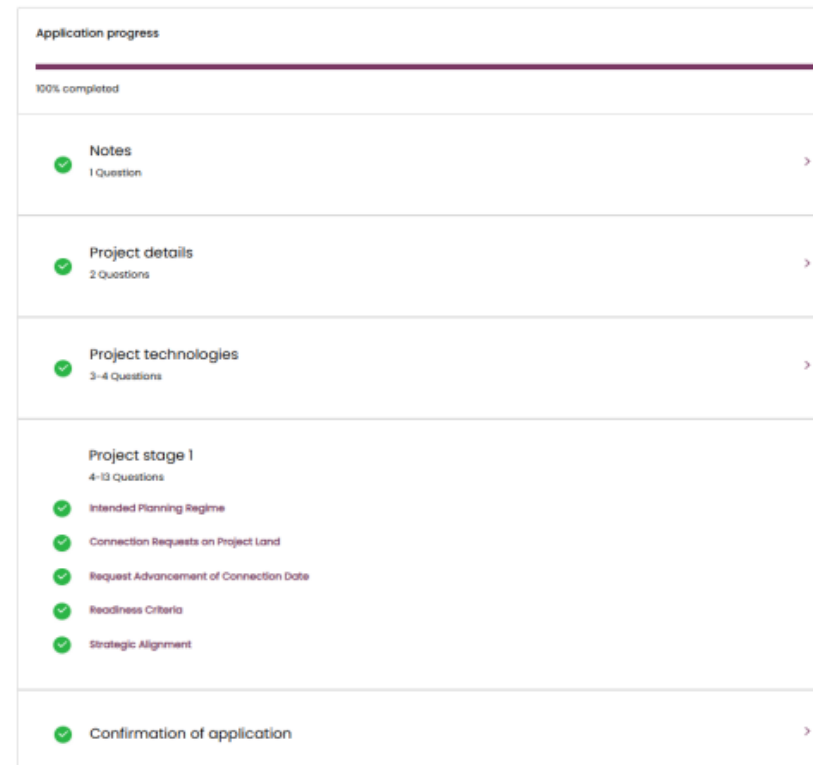 Application progress
100% completed
Notes
1 Question
Project details
2 Questions
Project technologies
3-4 Questions
Project stage 1
4-13 Questions
Intended Planning Regime
Connection Requests on Project Land
Request Advancement of Connection Date
Readiness Criteria
Strategic Alignment
Confirmation of application